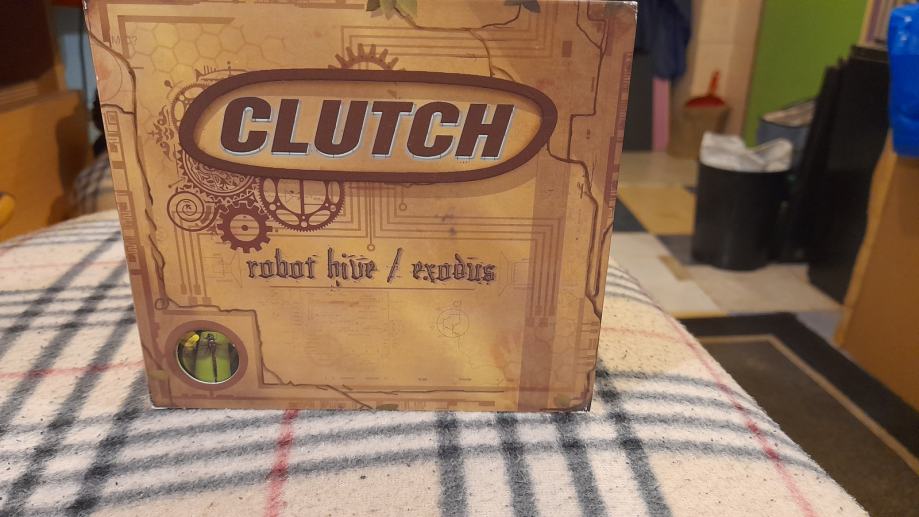 CLUTCH
robot hive / exodus